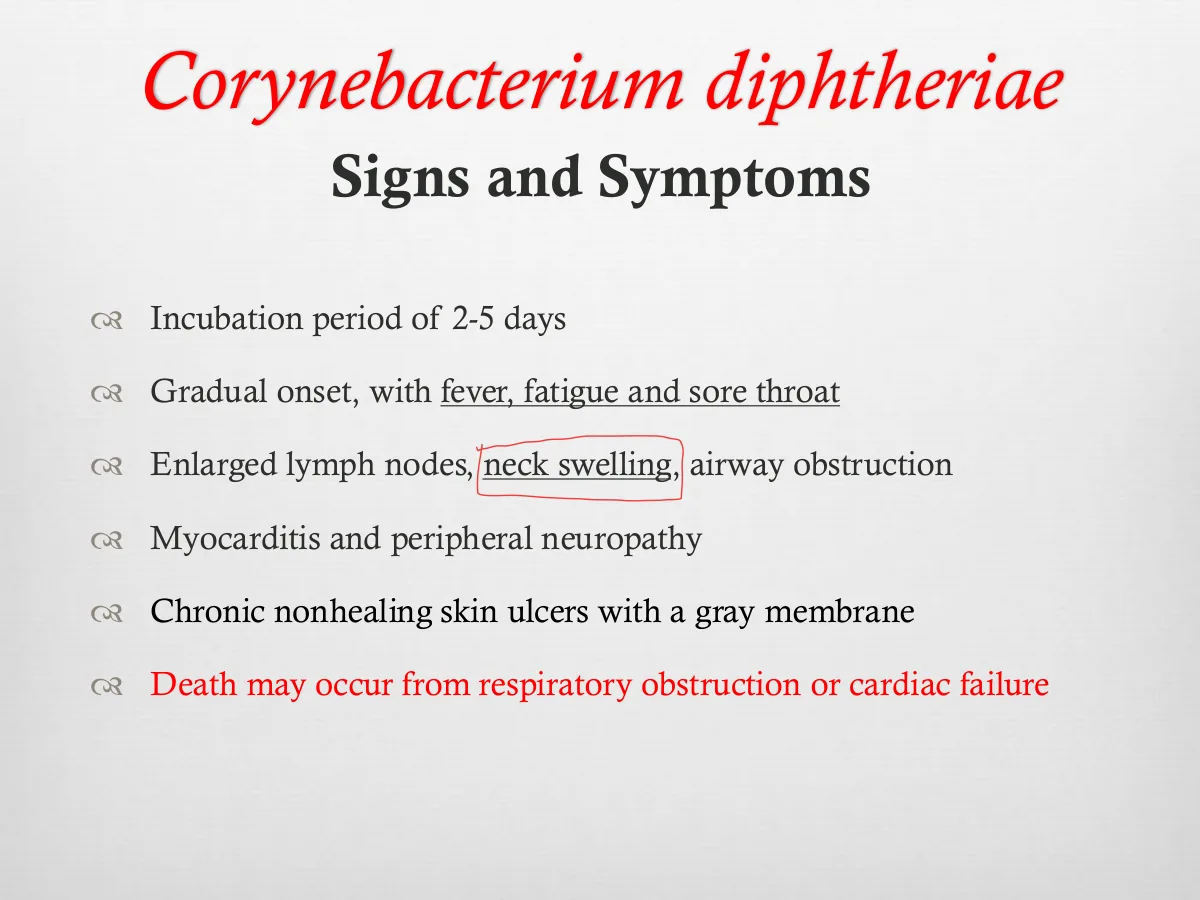 Corynebacterium diphtheriae
Signs and Symptoms
Incubation period of 2-5 days
Gradual onset, with fever, fatigue and sore throat
Enlarged lymph nodes, neck swelling, airway obstruction
Myocarditis and peripheral neuropathy
Chronic nonhealing skin ulcers with a gray membrane
Death may occur from respiratory obstruction or cardiac failure